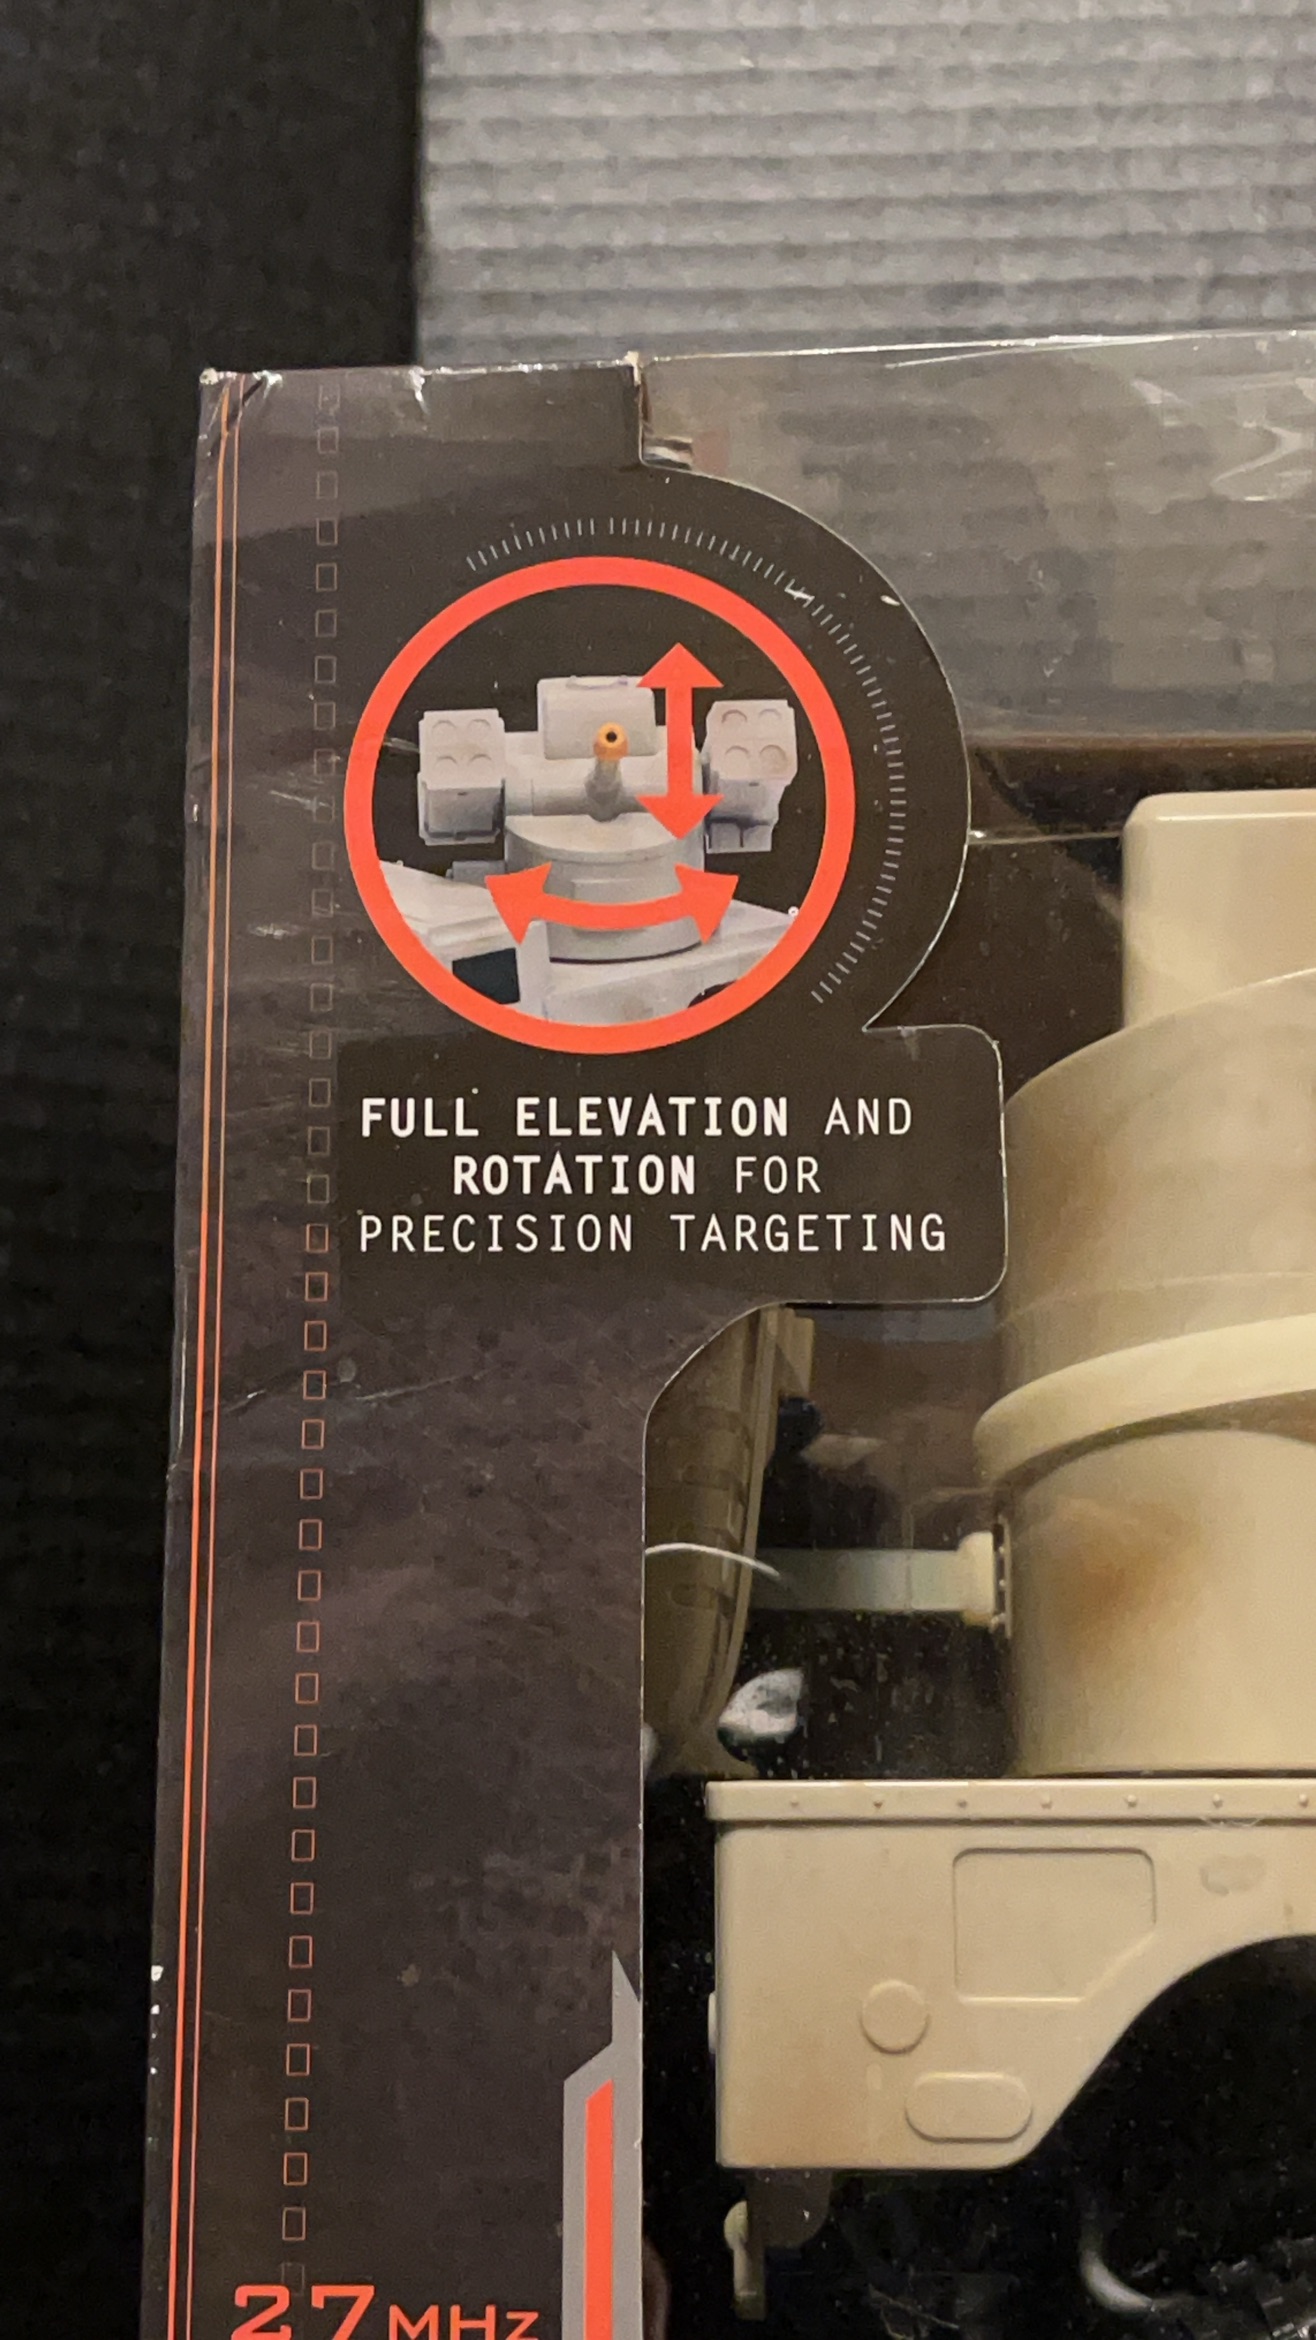 FULL ELEVATION AND
ROTATION FOR
PRECISION TARGETING
27MHz